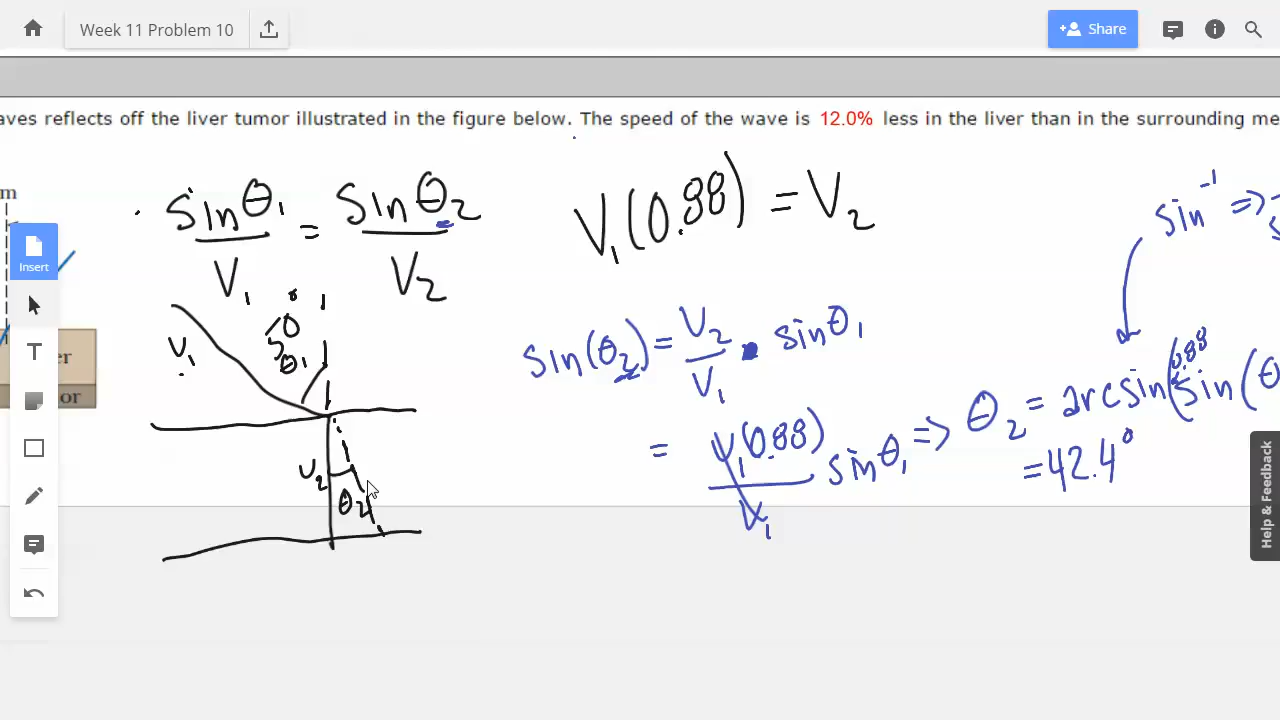 Week 11 Problem 10
Share
aves reflects off the liver tumor illustrated in the figure below. The speed of the wave is 12.0% less in the liver than in the surrounding me
m
Insert
er
or
sinθ₁ / V₁ = sinθ₂ / V₂
V₁(0.88) = V₂
sin⁻¹ =>
V₁
50°
θ₁
sin(θ₂) = V₂/V₁ • sinθ₁
= V₁(0.88)/V₁ sinθ₁ => θ₂ = arcsin(0.88 sin(θ
= 42.4°
V₂
θ₂
Help & Feedback